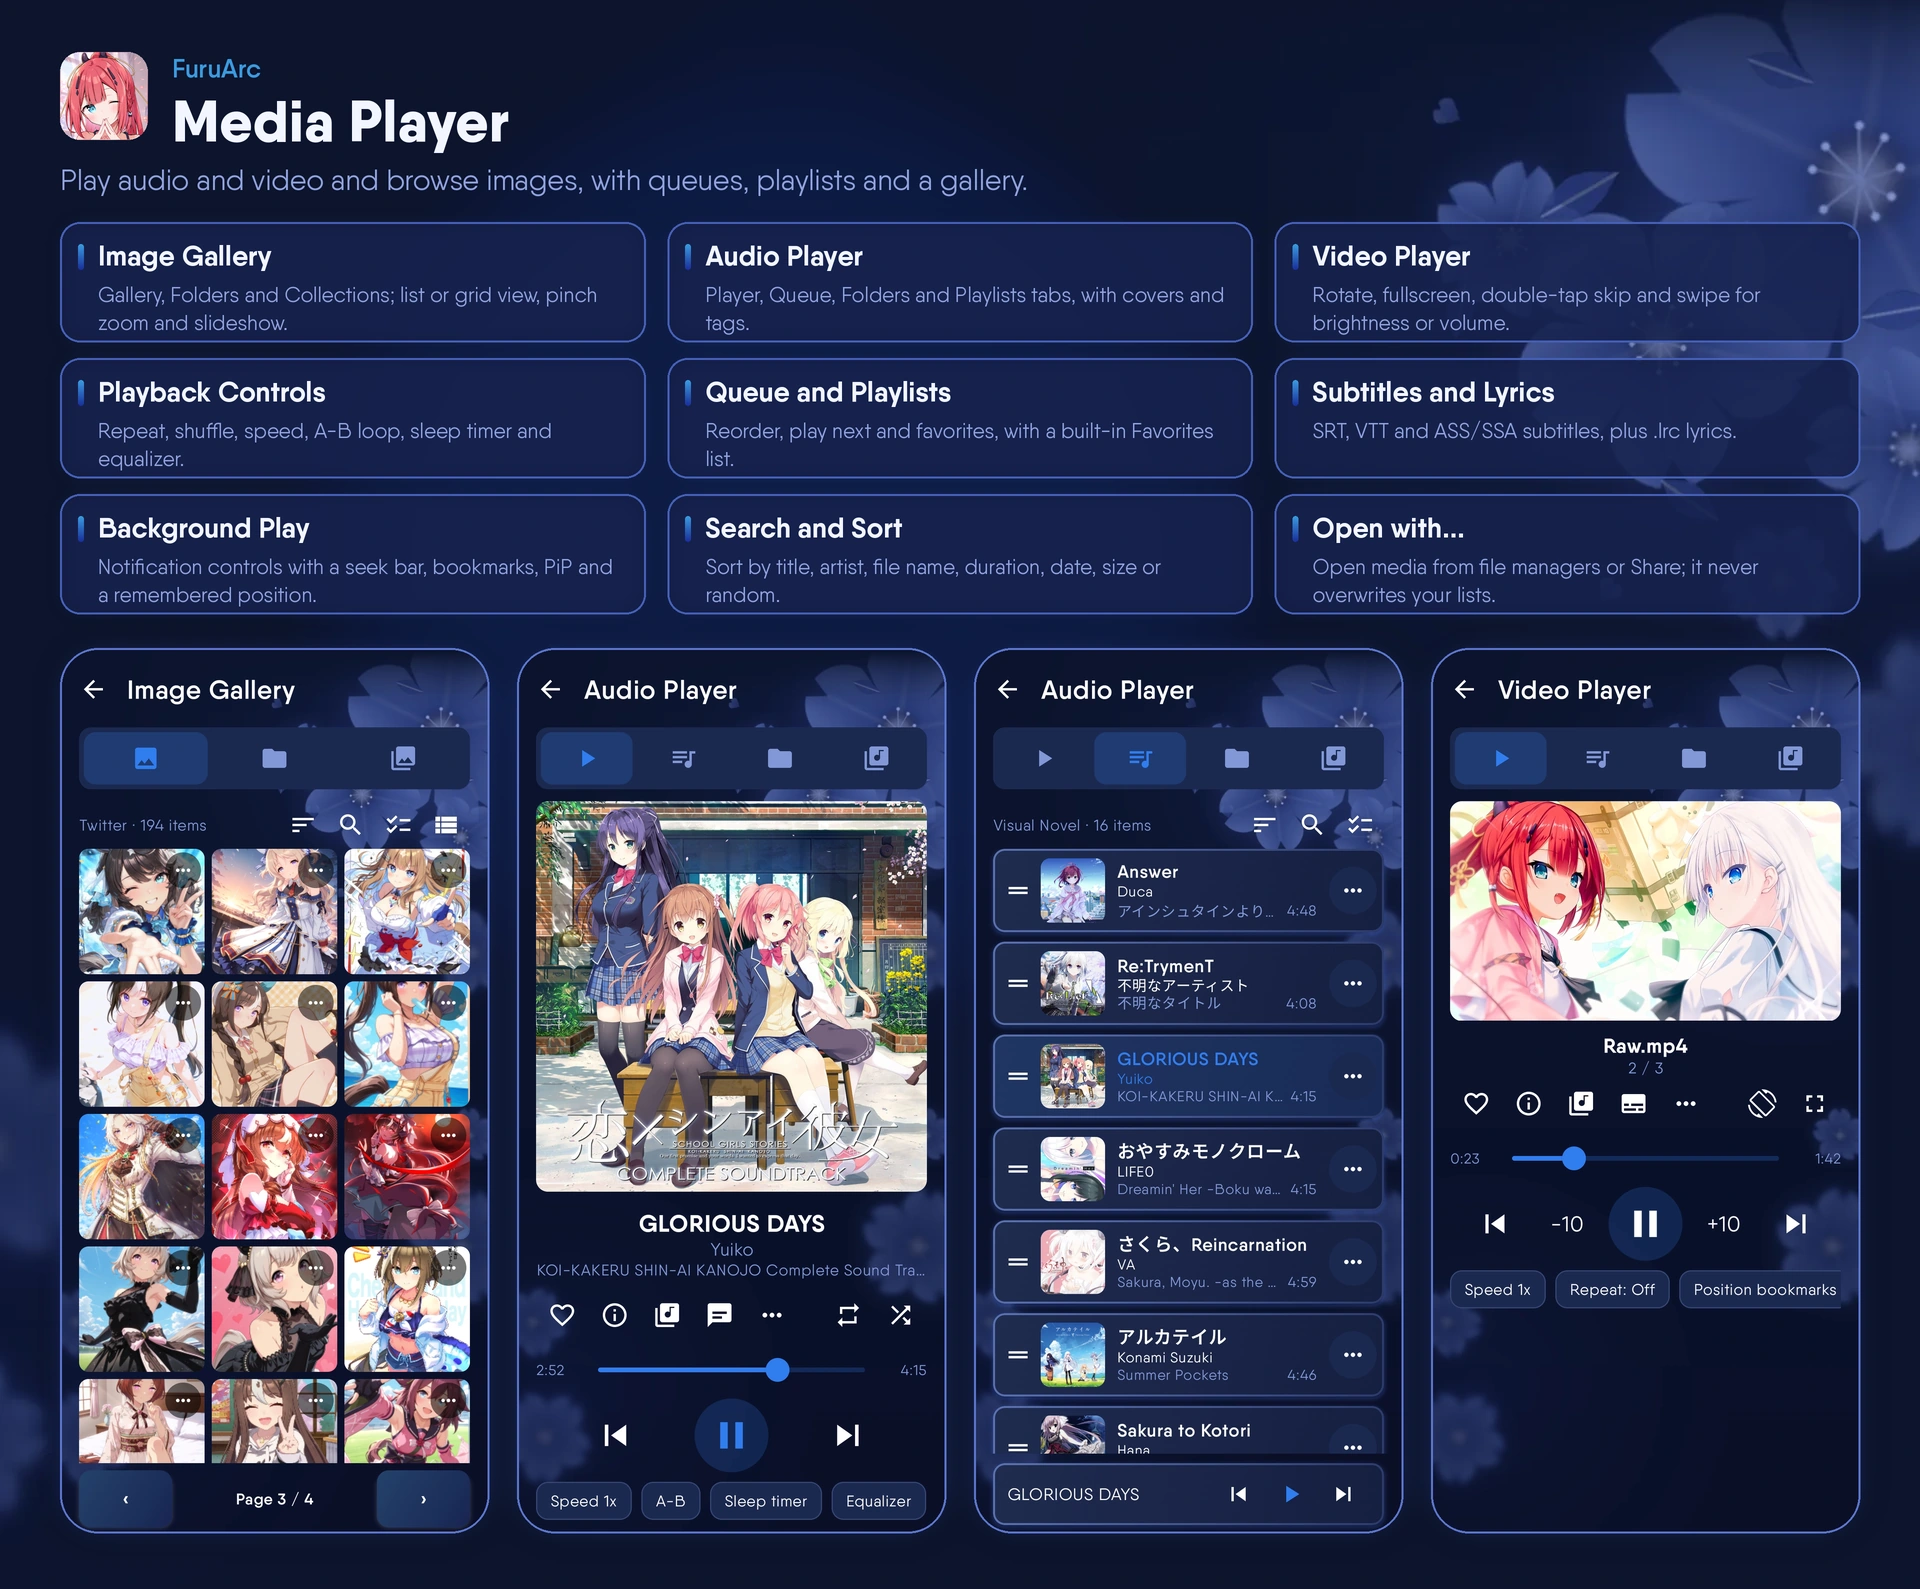 FuruArc
Media Player
Play audio and video and browse images, with queues, playlists and a gallery.
Image Gallery
Gallery, Folders and Collections; list or grid view, pinch
zoom and slideshow.
Audio Player
Player, Queue, Folders and Playlists tabs, with covers and
tags.
Video Player
Rotate, fullscreen, double-tap skip and swipe for
brightness or volume.
Playback Controls
Repeat, shuffle, speed, A-B loop, sleep timer and
equalizer.
Queue and Playlists
Reorder, play next and favorites, with a built-in Favorites
list.
Subtitles and Lyrics
SRT, VTT and ASS/SSA subtitles, plus .lrc lyrics.
Background Play
Notification controls with a seek bar, bookmarks, PiP and
a remembered position.
Search and Sort
Sort by title, artist, file name, duration, date, size or
random.
Open with...
Open media from file managers or Share; it never
overwrites your lists.
Image Gallery
Twitter · 194 items
Page 3 / 4
Audio Player
恋×シンアイ彼女
SCHOOL GIRLS STORIES
COMPLETE SOUNDTRACK
GLORIOUS DAYS
Yuiko
KOI-KAKERU SHIN-AI KANOJO Complete Sound Tra...
2:52
4:15
Speed 1x
A-B
Sleep timer
Equalizer
Audio Player
Visual Novel · 16 items
Answer
Duca
アインシュタインより... 4:48
Re:TrymenT
不明なアーティスト
不明なタイトル 4:08
GLORIOUS DAYS
Yuiko
KOI-KAKERU SHIN-AI K... 4:15
おやすみモノクローム
LIFE0
Dreamin' Her -Boku wa... 4:15
さくら、Reincarnation
VA
Sakura, Moyu. -as the ... 4:59
アルカテイル
Konami Suzuki
Summer Pockets 4:46
Sakura to Kotori
Hana
GLORIOUS DAYS
Video Player
Raw.mp4
2 / 3
0:23
1:42
-10
+10
Speed 1x
Repeat: Off
Position bookmarks